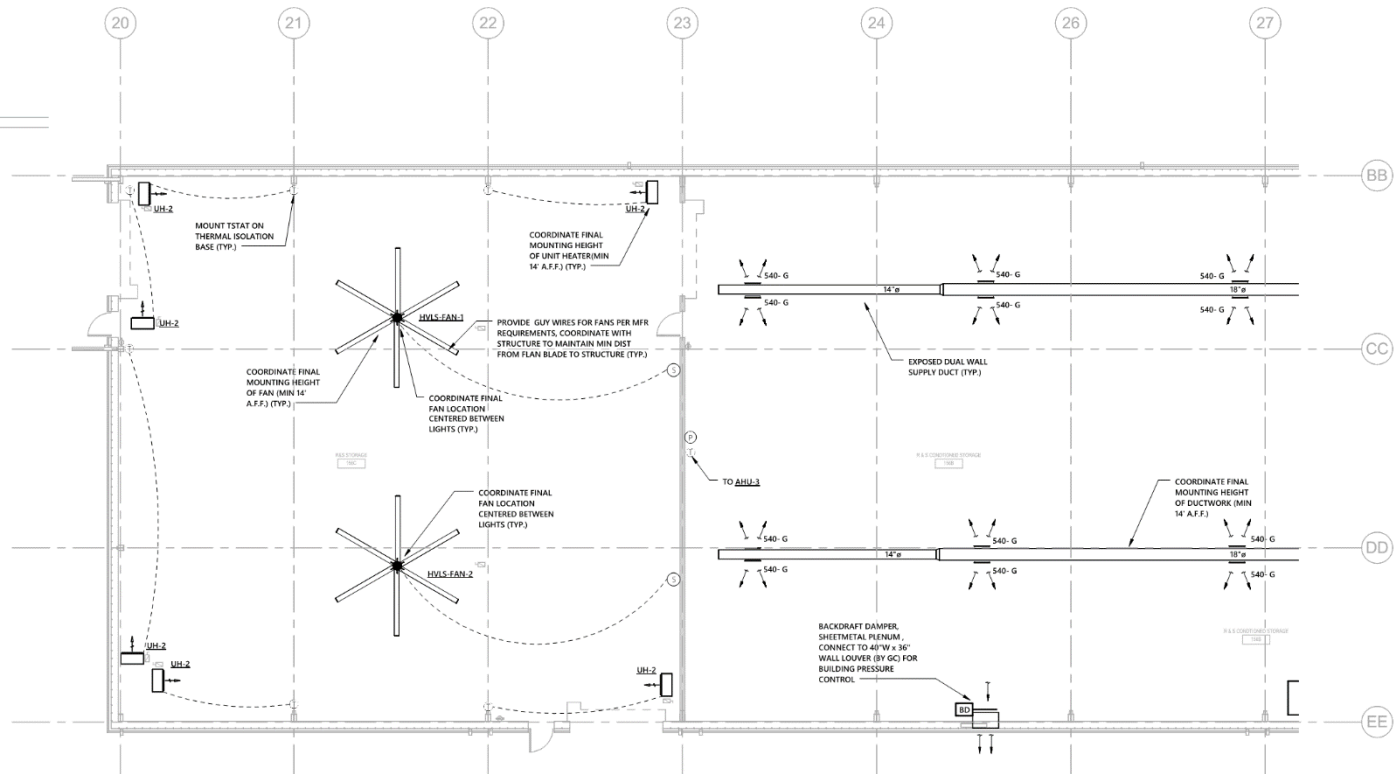 20
21
22
23
24
26
27
BB
UH-2
UH-2
MOUNT TSTAT ON
THERMAL ISOLATION
BASE (TYP.)
COORDINATE FINAL
MOUNTING HEIGHT
OF UNIT HEATER(MIN
14' A.F.F.) (TYP.)
540- G
540- G
540- G
14"ø
18"ø
540- G
540- G
540- G
UH-2
HVLS-FAN-1
PROVIDE GUY WIRES FOR FANS PER MFR
REQUIREMENTS, COORDINATE WITH
STRUCTURE TO MAINTAIN MIN DIST
FROM FLAN BLADE TO STRUCTURE (TYP.)
CC
EXPOSED DUAL WALL
SUPPLY DUCT (TYP.)
COORDINATE FINAL
MOUNTING HEIGHT
OF FAN (MIN 14'
A.F.F.) (TYP.)
S
COORDINATE FINAL
FAN LOCATION
CENTERED BETWEEN
LIGHTS (TYP.)
P
T
R&S STORAGE
R & S CONDITIONED STORAGE
TO AHU-3
COORDINATE FINAL
FAN LOCATION
CENTERED BETWEEN
LIGHTS (TYP.)
COORDINATE FINAL
MOUNTING HEIGHT
OF DUCTWORK (MIN
14' A.F.F.)
540- G
540- G
540- G
DD
14"ø
18"ø
540- G
540- G
540- G
HVLS-FAN-2
S
BACKDRAFT DAMPER,
SHEETMETAL PLENUM ,
CONNECT TO 40"W x 36"
WALL LOUVER (BY GC) FOR
BUILDING PRESSURE
CONTROL
R & S CONDITIONED STORAGE
UH-2
UH-2
UH-2
BD
EE